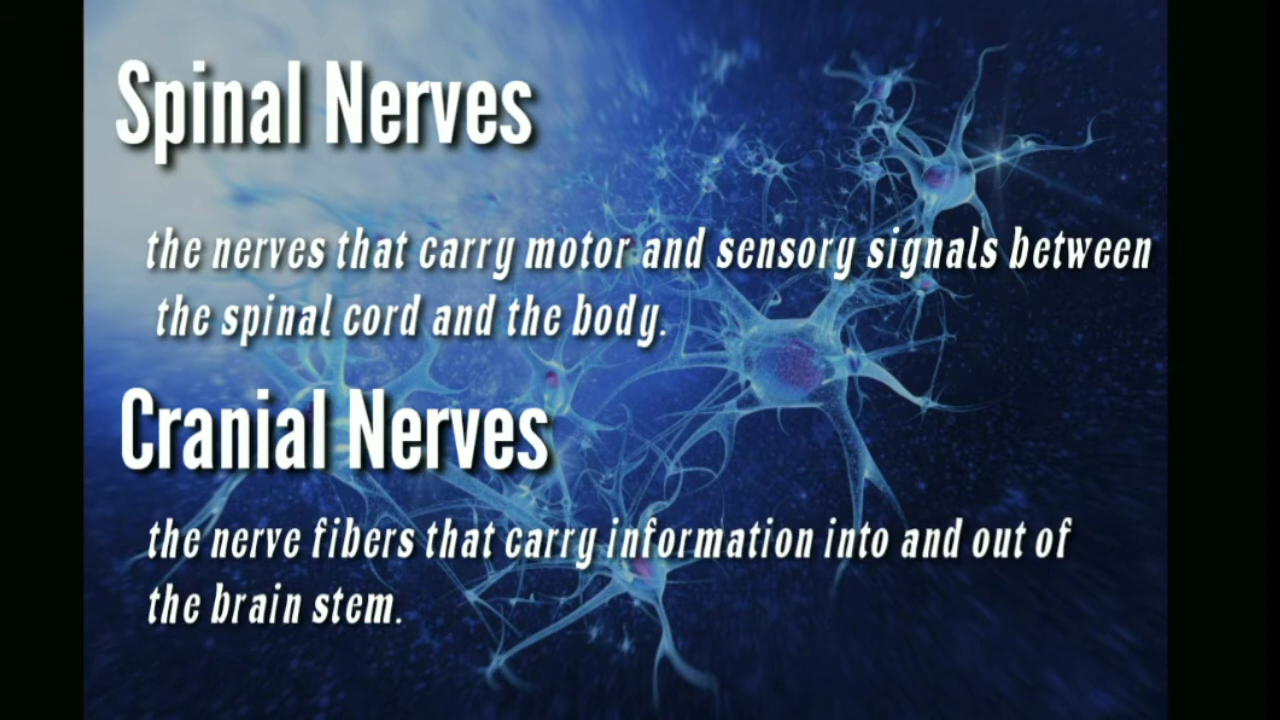 Spinal Nerves
the nerves that carry motor and sensory signals between
the spinal cord and the body.
Cranial Nerves
the nerve fibers that carry information into and out of
the brain stem.